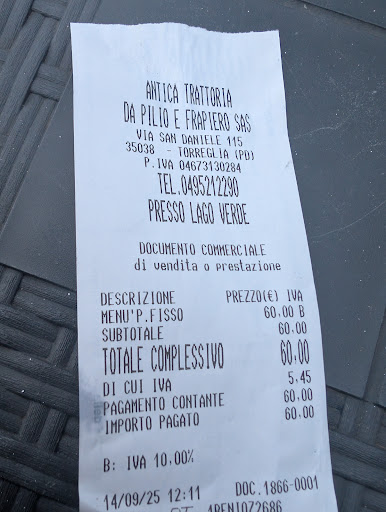 ANTICA TRATTORIA
DA PILIO E FRAPIERO SAS
VIA SAN DANIELE 115
35038 - TORREGLIA (PD)
P.IVA 04673130284
TEL.0495212290
PRESSO LAGO VERDE
DOCUMENTO COMMERCIALE
di vendita o prestazione
DESCRIZIONE PREZZO(€) IVA
MENU'P.FISSO 60,00 B
SUBTOTALE 60,00
TOTALE COMPLESSIVO 60,00
DI CUI IVA 5,45
PAGAMENTO CONTANTE 60,00
IMPORTO PAGATO 60,00
B: IVA 10,00%
14/09/25 12:11 DOC.1866-0001